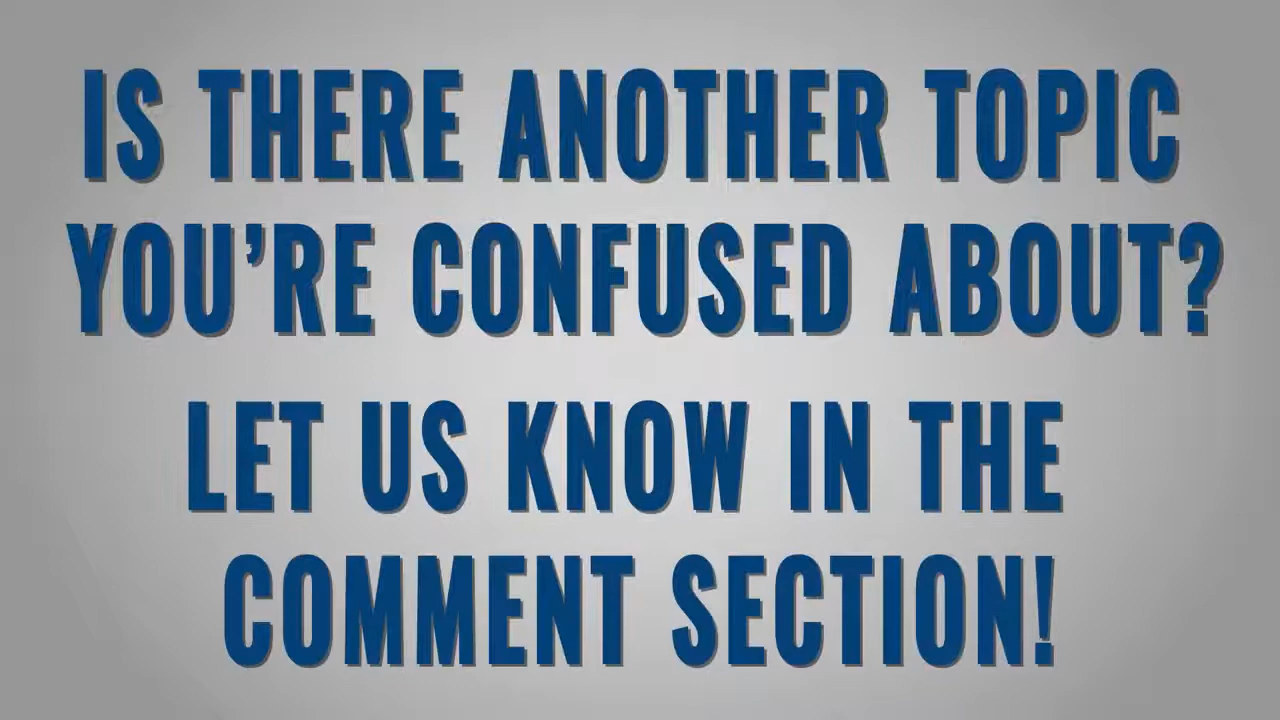 IS THERE ANOTHER TOPIC
YOU'RE CONFUSED ABOUT?
LET US KNOW IN THE
COMMENT SECTION!